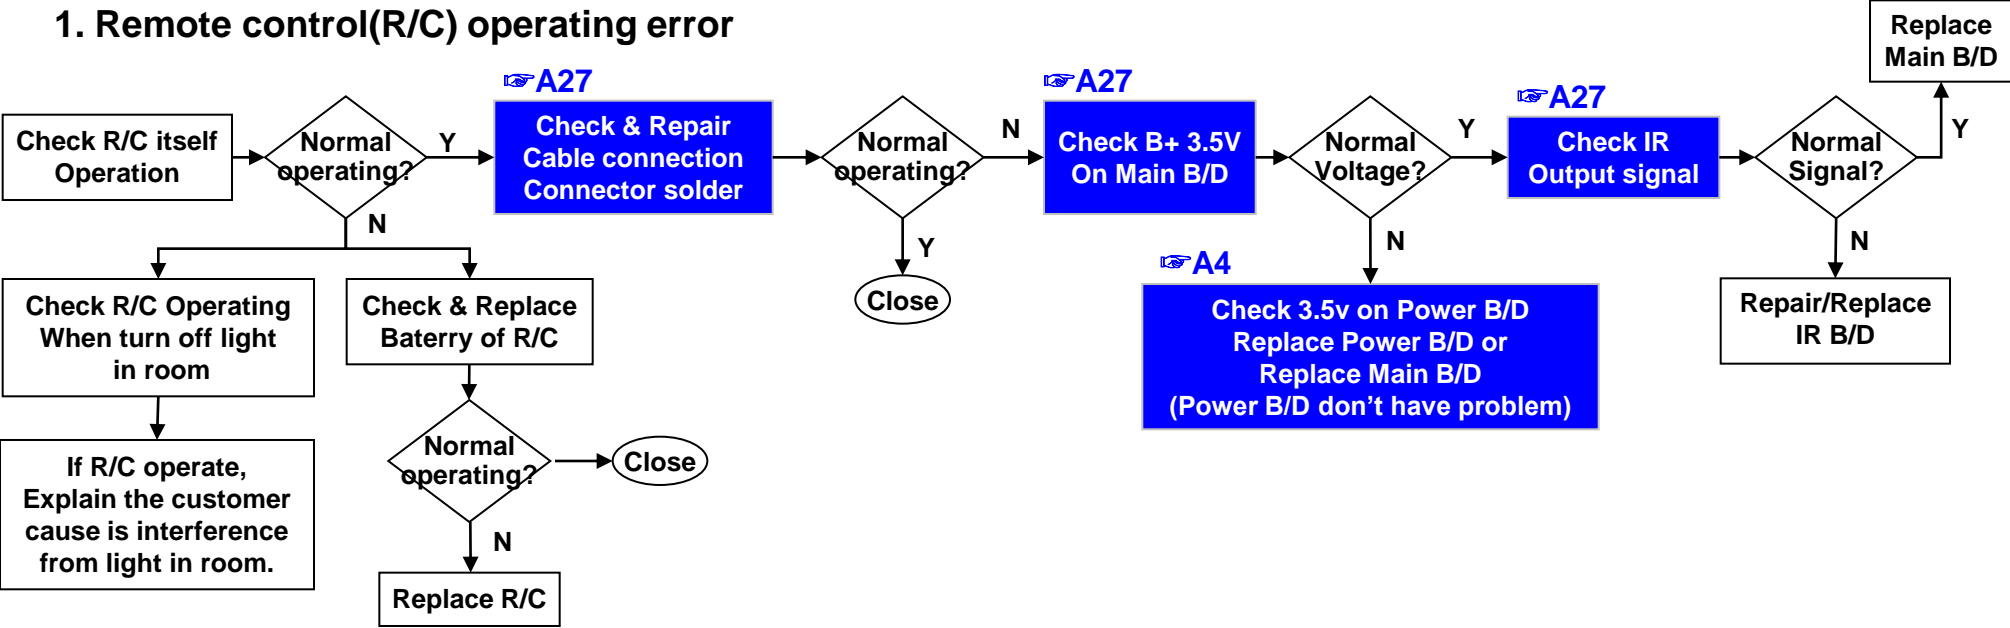 1. Remote control(R/C) operating error
Replace
Main B/D
☞A27
☞A27
☞A27
Check R/C itself
Operation
Normal
operating?
Y
Check & Repair
Cable connection
Connector solder
Normal
operating?
N
Check B+ 3.5V
On Main B/D
Normal
Voltage?
Y
Check IR
Output signal
Normal
Signal?
Y
N
Y
N
N
☞A4
Check R/C Operating
When turn off light
in room
Check & Replace
Baterry of R/C
Close
Check 3.5v on Power B/D
Replace Power B/D or
Replace Main B/D
(Power B/D don't have problem)
Repair/Replace
IR B/D
If R/C operate,
Explain the customer
cause is interference
from light in room.
Normal
operating?
Close
N
Replace R/C